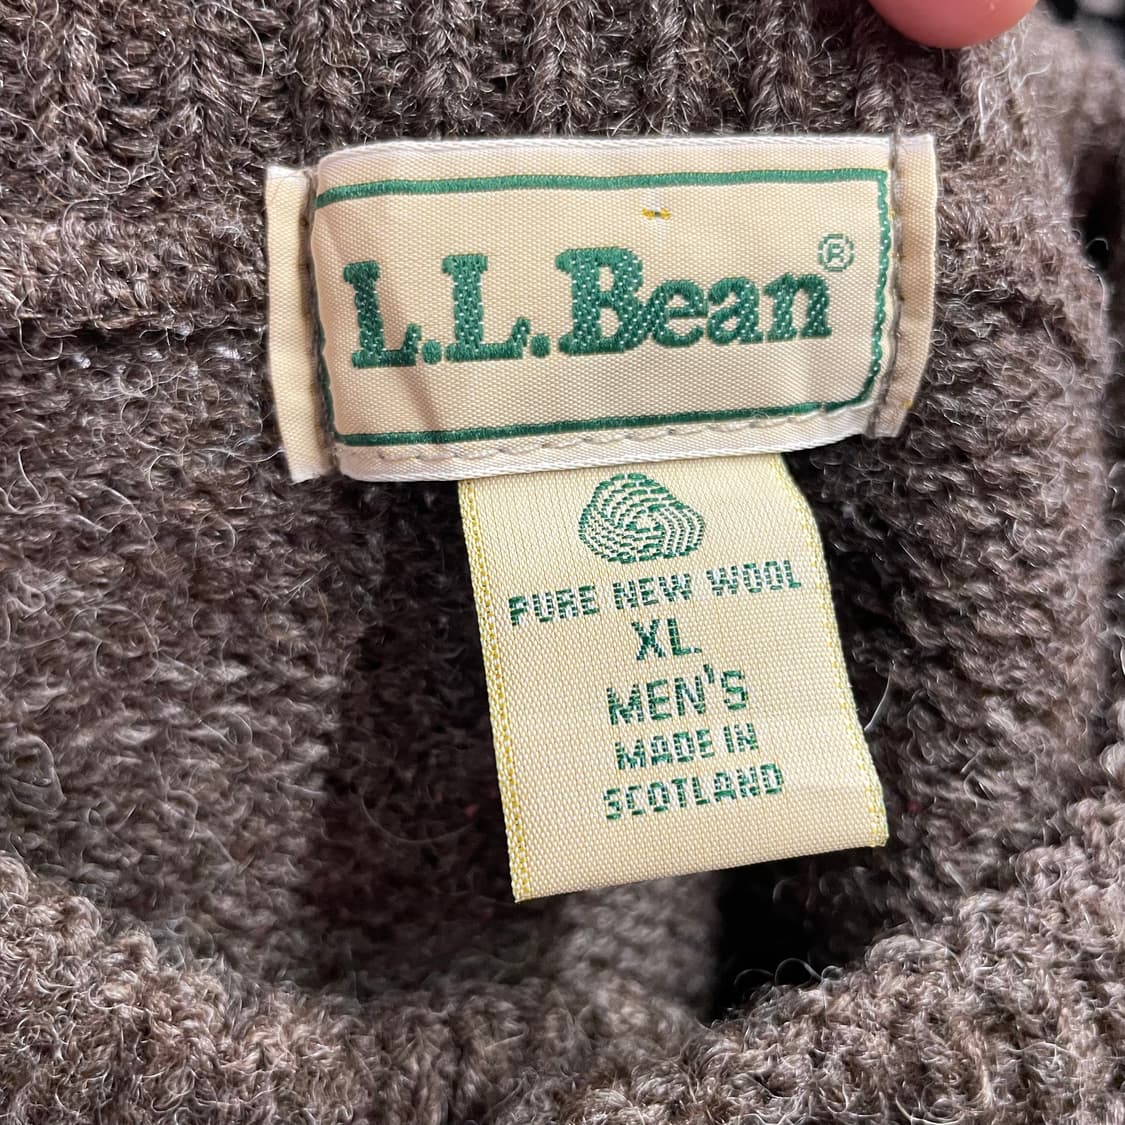 L.L.Bean®
PURE NEW WOOL
XL
MEN'S
MADE IN
SCOTLAND